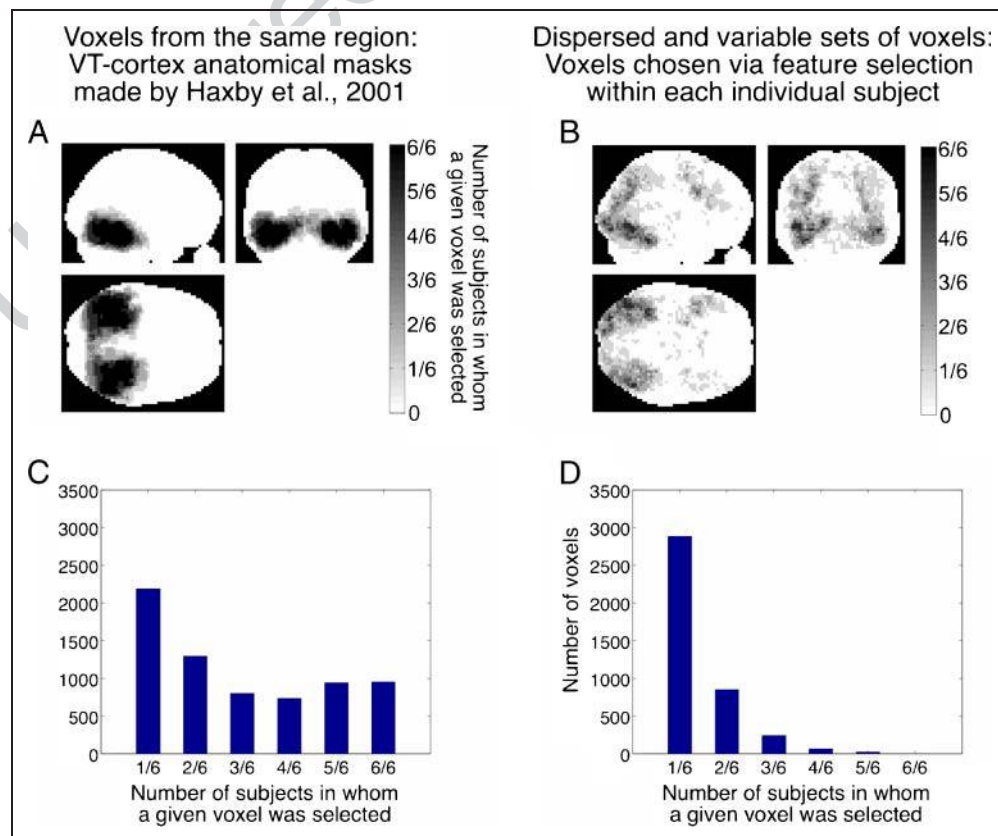 Voxels from the same region:
VT-cortex anatomical masks
made by Haxby et al., 2001
Dispersed and variable sets of voxels:
Voxels chosen via feature selection
within each individual subject
A
6/6
5/6
4/6
3/6
2/6
1/6
0
Number of subjects in whom
a given voxel was selected
B
6/6
5/6
4/6
3/6
2/6
1/6
0
C
3500
3000
2500
2000
1500
1000
500
0
1/6 2/6 3/6 4/6 5/6 6/6
Number of subjects in whom
a given voxel was selected
D
Number of voxels
3500
3000
2500
2000
1500
1000
500
0
1/6 2/6 3/6 4/6 5/6 6/6
Number of subjects in whom
a given voxel was selected